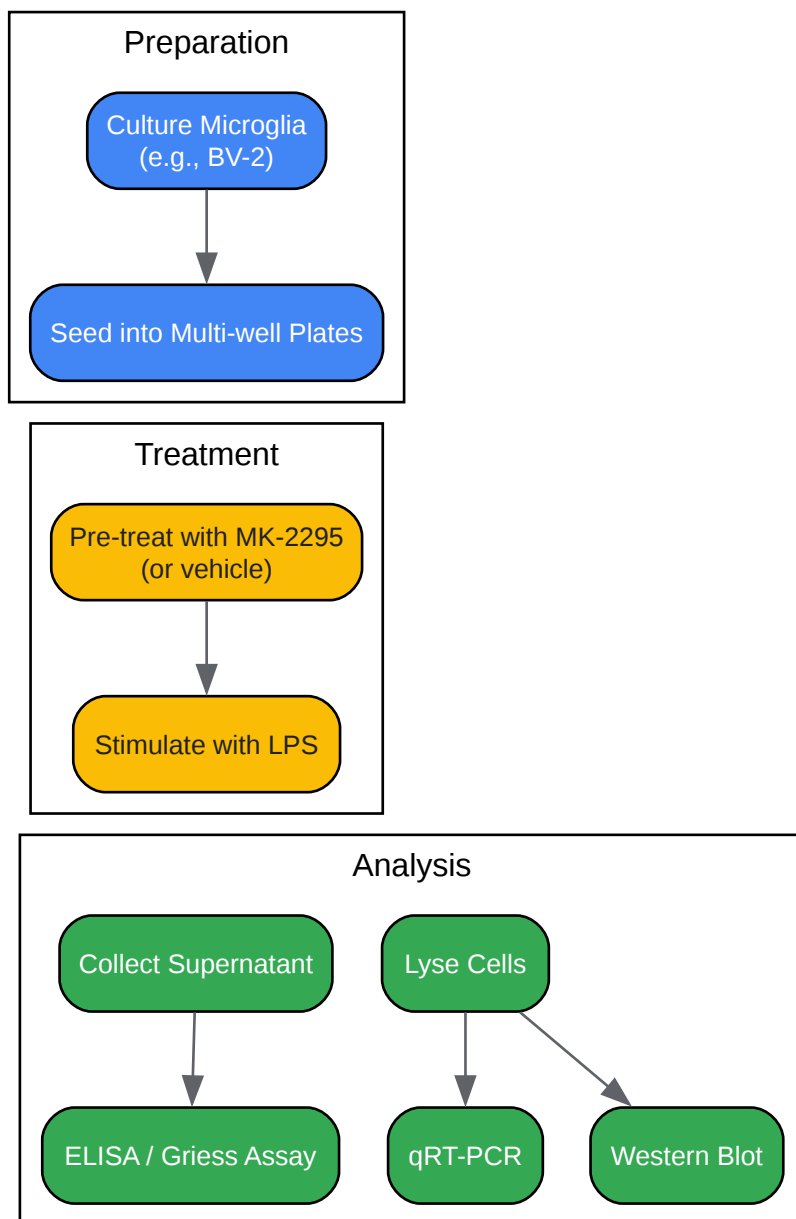 Preparation
Culture Microglia
(e.g., BV-2)
Seed into Multi-well Plates
Treatment
Pre-treat with MK-2295
(or vehicle)
Stimulate with LPS
Analysis
Collect Supernatant
Lyse Cells
ELISA / Griess Assay
qRT-PCR
Western Blot